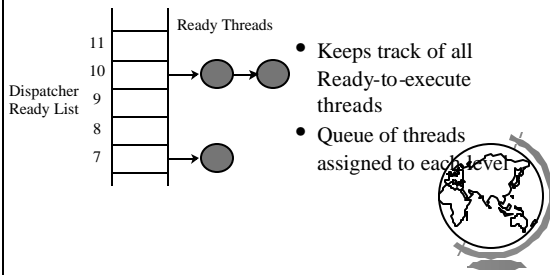 Ready Threads
11
10
9
8
7
Dispatcher
Ready List
• Keeps track of all
Ready-to-execute
threads
• Queue of threads
assigned to each level